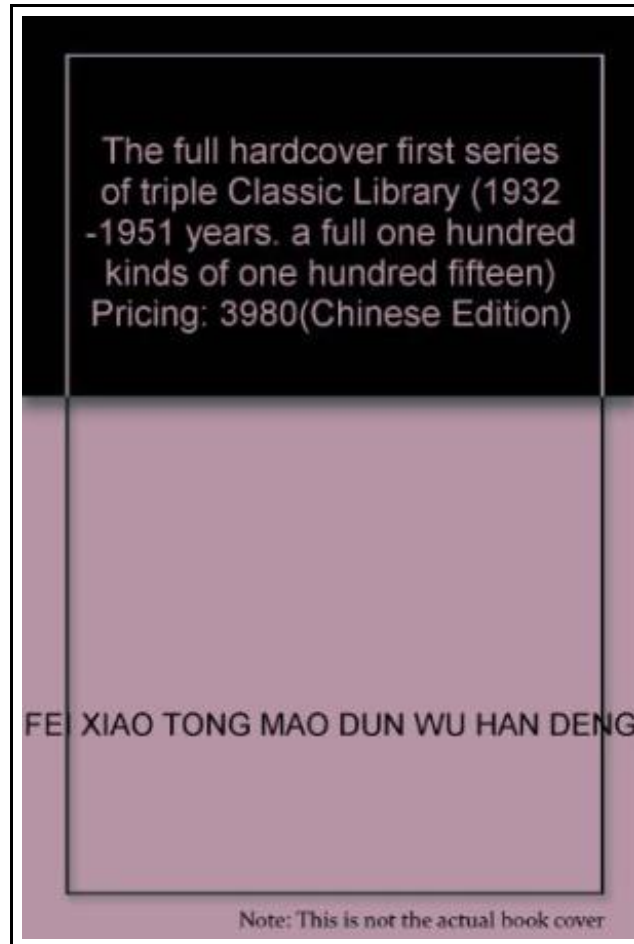 The full hardcover first series
of triple Classic Library (1932
-1951 years. a full one hundred
kinds of one hundred fifteen)
Pricing: 3980(Chinese Edition)
FEI XIAO TONG MAO DUN WU HAN DENG
Note: This is not the actual book cover